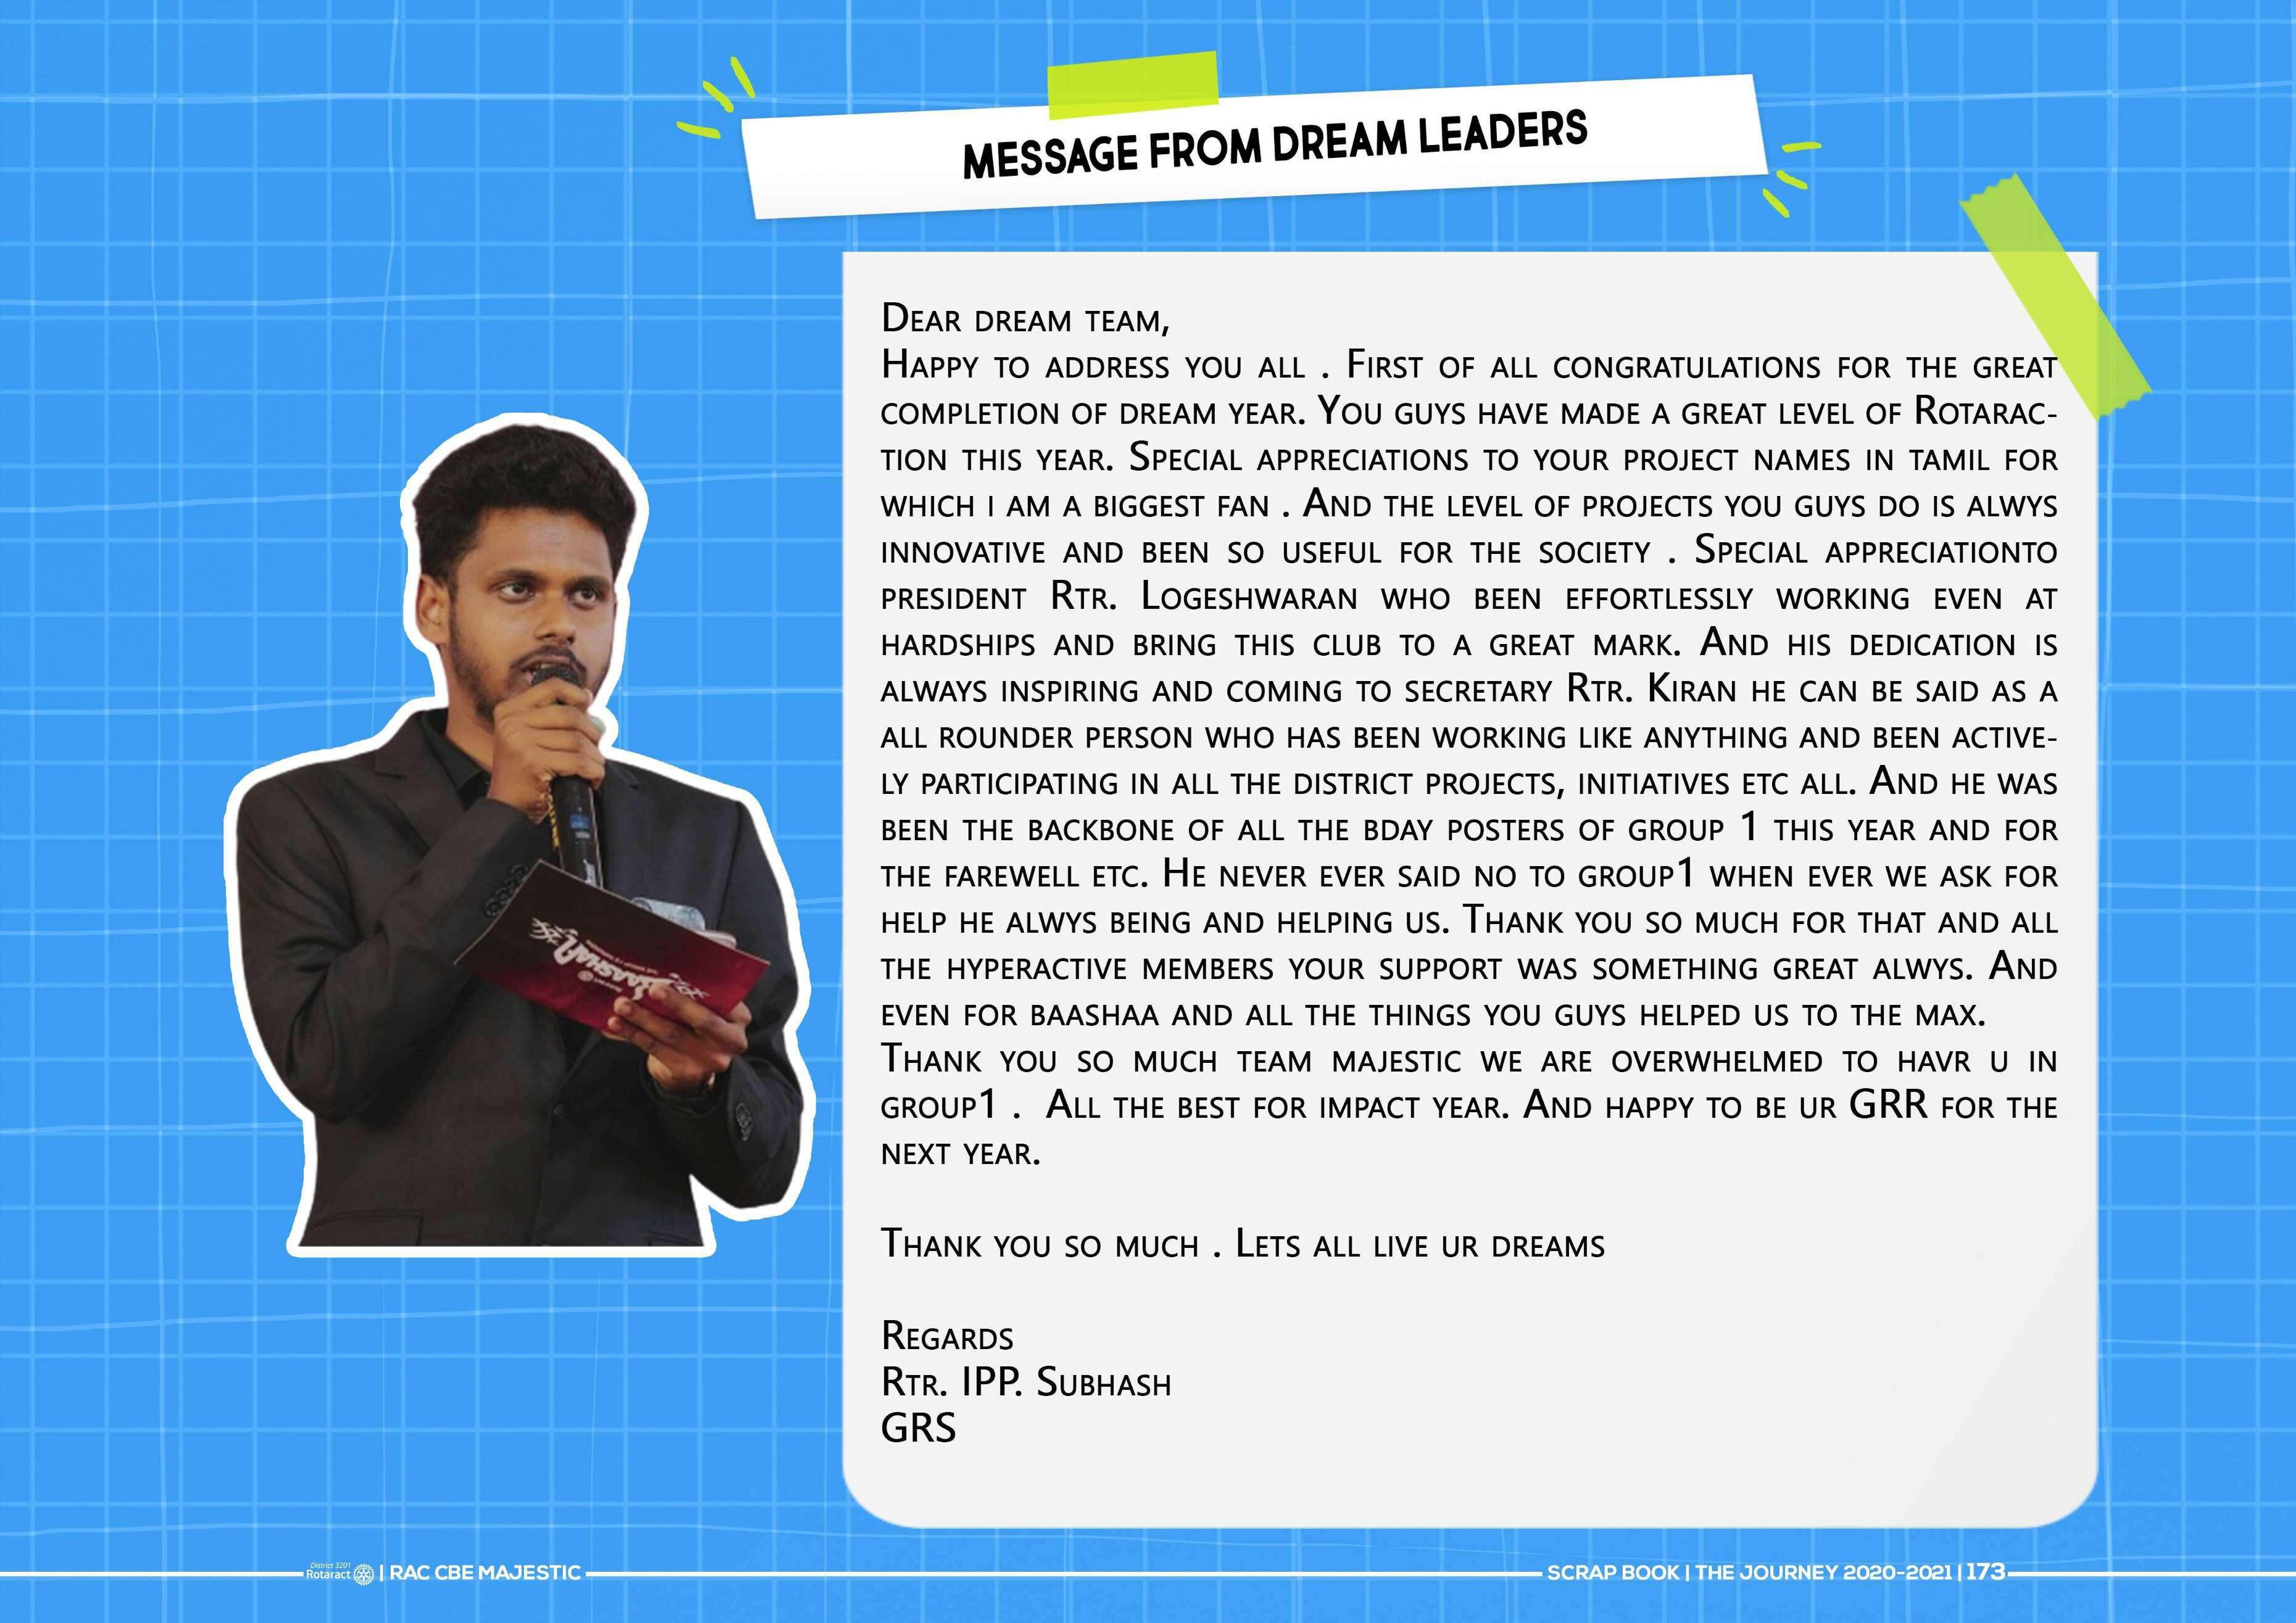 MESSAGE FROM DREAM LEADERS
Dear dream team,
Happy to address you all . First of all congratulations for the great
completion of dream year. You guys have made a great level of Rotarac-
tion this year. Special appreciations to your project names in tamil for
which i am a biggest fan . And the level of projects you guys do is alwys
innovative and been so useful for the society . Special appreciationto
president Rtr. Logeshwaran who been effortlessly working even at
hardships and bring this club to a great mark. And his dedication is
always inspiring and coming to secretary Rtr. Kiran he can be said as a
all rounder person who has been working like anything and been active-
ly participating in all the district projects, initiatives etc all. And he was
been the backbone of all the bday posters of group 1 this year and for
the farewell etc. He never ever said no to group1 when ever we ask for
help he alwys being and helping us. Thank you so much for that and all
the hyperactive members your support was something great alwys. And
even for baashaa and all the things you guys helped us to the max.
Thank you so much team majestic we are overwhelmed to havr u in
group1 .  All the best for impact year. And happy to be ur GRR for the
next year.
Thank you so much . Lets all live ur dreams
Regards
Rtr. IPP. Subhash
GRS
District 3201
Rotaract | RAC CBE MAJESTIC
SCRAP BOOK | THE JOURNEY 2020-2021 | 173